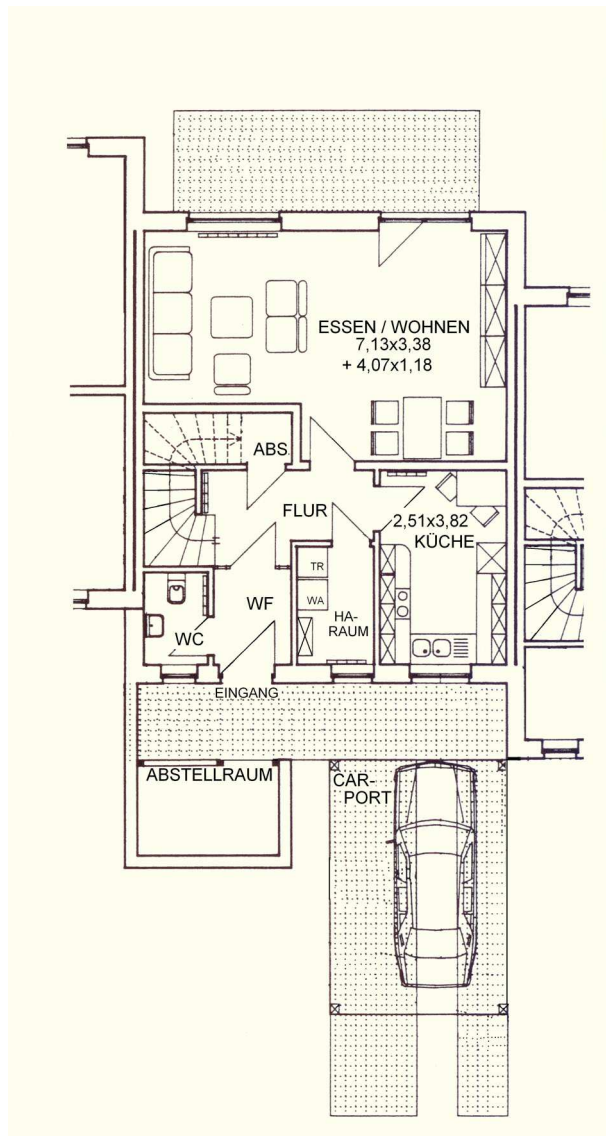 ESSEN / WOHNEN
7,13x3,38
+ 4,07x1,18
ABS.
FLUR
2,51x3,82
KÜCHE
TR
WA
WF
HA-
RAUM
WC
EINGANG
ABSTELLRAUM
CAR-
PORT